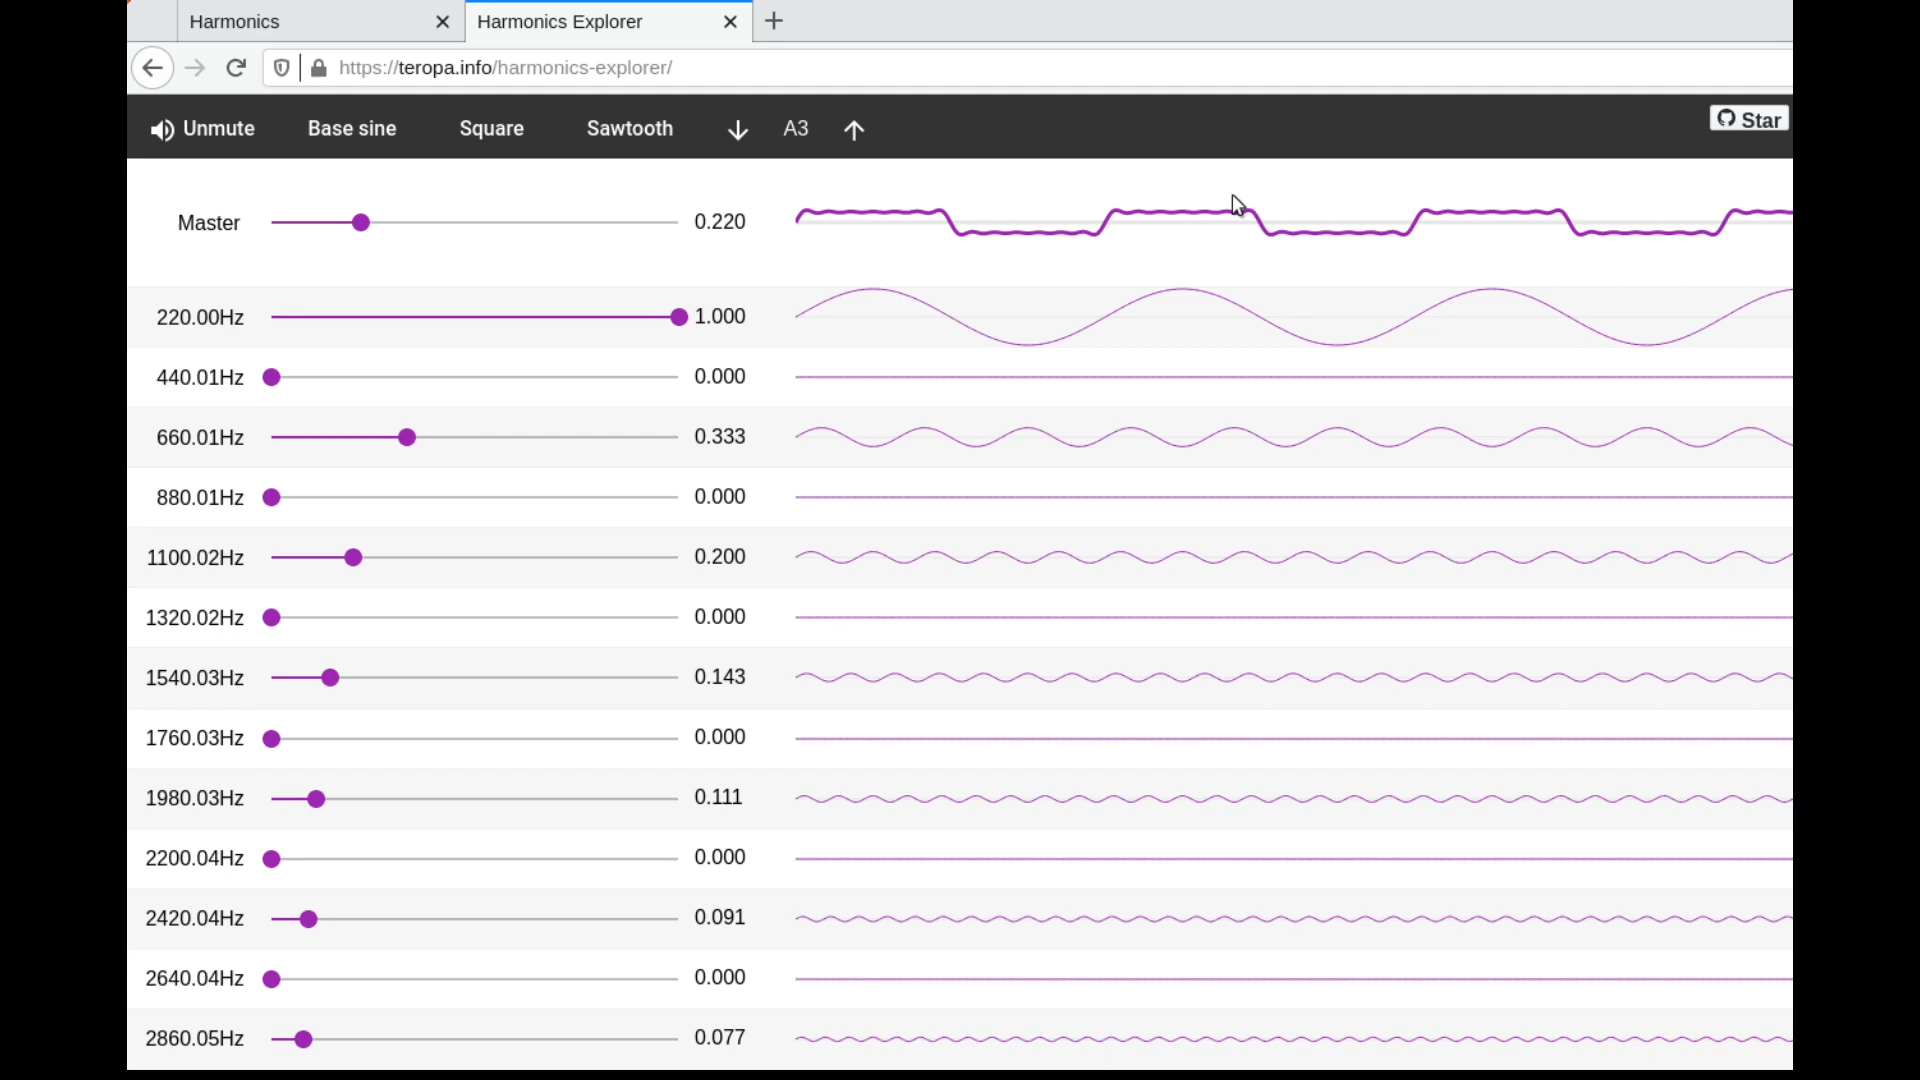 Harmonics
Harmonics Explorer
https://teropa.info/harmonics-explorer/
Unmute Base sine Square Sawtooth A3 Star
Master 0.220
220.00Hz 1.000
440.01Hz 0.000
660.01Hz 0.333
880.01Hz 0.000
1100.02Hz 0.200
1320.02Hz 0.000
1540.03Hz 0.143
1760.03Hz 0.000
1980.03Hz 0.111
2200.04Hz 0.000
2420.04Hz 0.091
2640.04Hz 0.000
2860.05Hz 0.077